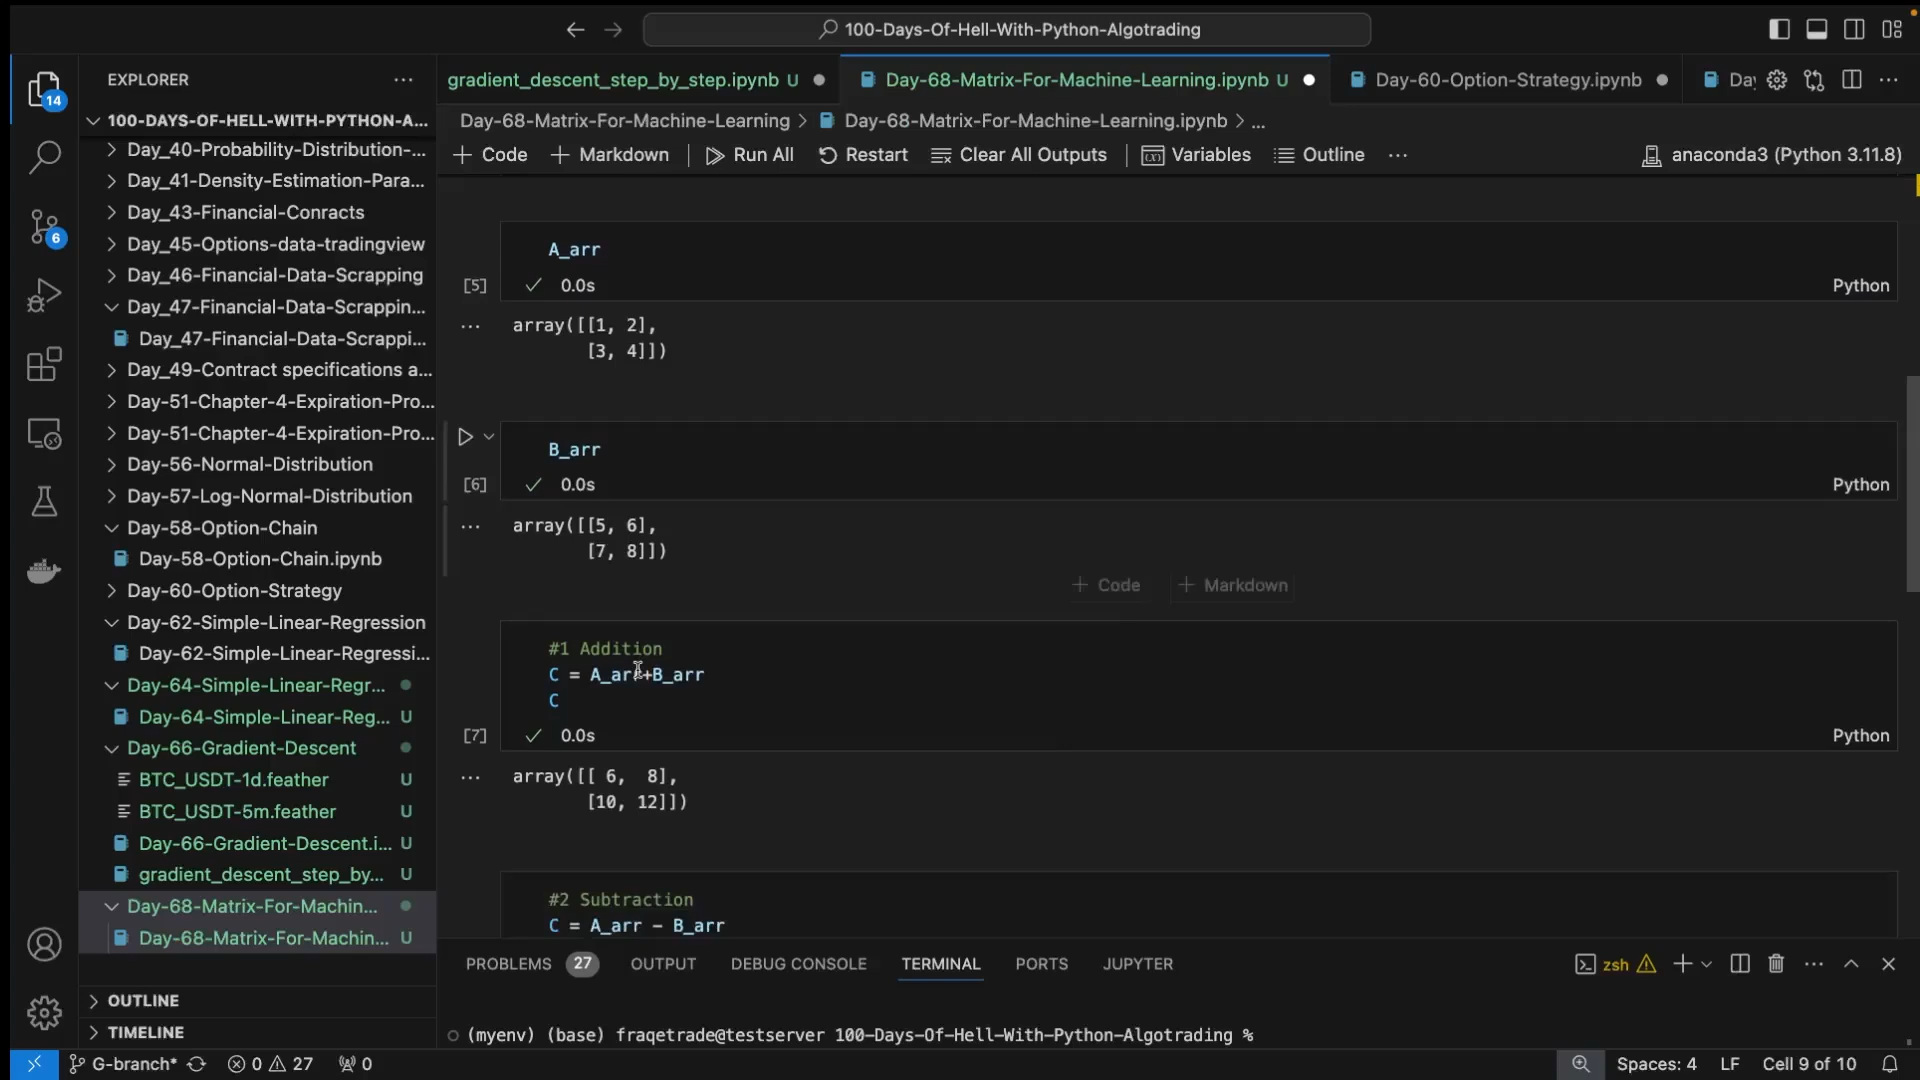 100-Days-Of-Hell-With-Python-Algotrading
EXPLORER
gradient_descent_step_by_step.ipynb U
Day-68-Matrix-For-Machine-Learning.ipynb U
Day-60-Option-Strategy.ipynb
Day
14
100-DAYS-OF-HELL-WITH-PYTHON-A...
Day-68-Matrix-For-Machine-Learning > Day-68-Matrix-For-Machine-Learning.ipynb > ...
Code
Markdown
Run All
Restart
Clear All Outputs
Variables
Outline
anaconda3 (Python 3.11.8)
Day_40-Probability-Distribution-...
Day_41-Density-Estimation-Para...
Day_43-Financial-Conracts
Day_45-Options-data-tradingview
6
Day_46-Financial-Data-Scrapping
Day_47-Financial-Data-Scrappin...
Day_47-Financial-Data-Scrappi...
Day_49-Contract specifications a...
Day-51-Chapter-4-Expiration-Pro...
Day-51-Chapter-4-Expiration-Pro...
Day-56-Normal-Distribution
Day-57-Log-Normal-Distribution
Day-58-Option-Chain
Day-58-Option-Chain.ipynb
Day-60-Option-Strategy
Day-62-Simple-Linear-Regression
Day-62-Simple-Linear-Regressi...
Day-64-Simple-Linear-Regr...
Day-64-Simple-Linear-Reg... U
Day-66-Gradient-Descent
BTC_USDT-1d.feather U
BTC_USDT-5m.feather U
Day-66-Gradient-Descent.i... U
gradient_descent_step_by... U
Day-68-Matrix-For-Machin...
Day-68-Matrix-For-Machin... U
OUTLINE
TIMELINE
A_arr
[5] 0.0s Python
array([[1, 2],
[3, 4]])
B_arr
[6] 0.0s Python
array([[5, 6],
[7, 8]])
+ Code + Markdown
#1 Addition
C = A_arr+B_arr
C
[7] 0.0s Python
array([[ 6, 8],
[10, 12]])
#2 Subtraction
C = A_arr - B_arr
PROBLEMS 27 OUTPUT DEBUG CONSOLE TERMINAL PORTS JUPYTER
zsh
(myenv) (base) fraqetrade@testserver 100-Days-Of-Hell-With-Python-Algotrading %
G-branch* 0 27 0
Spaces: 4 LF Cell 9 of 10